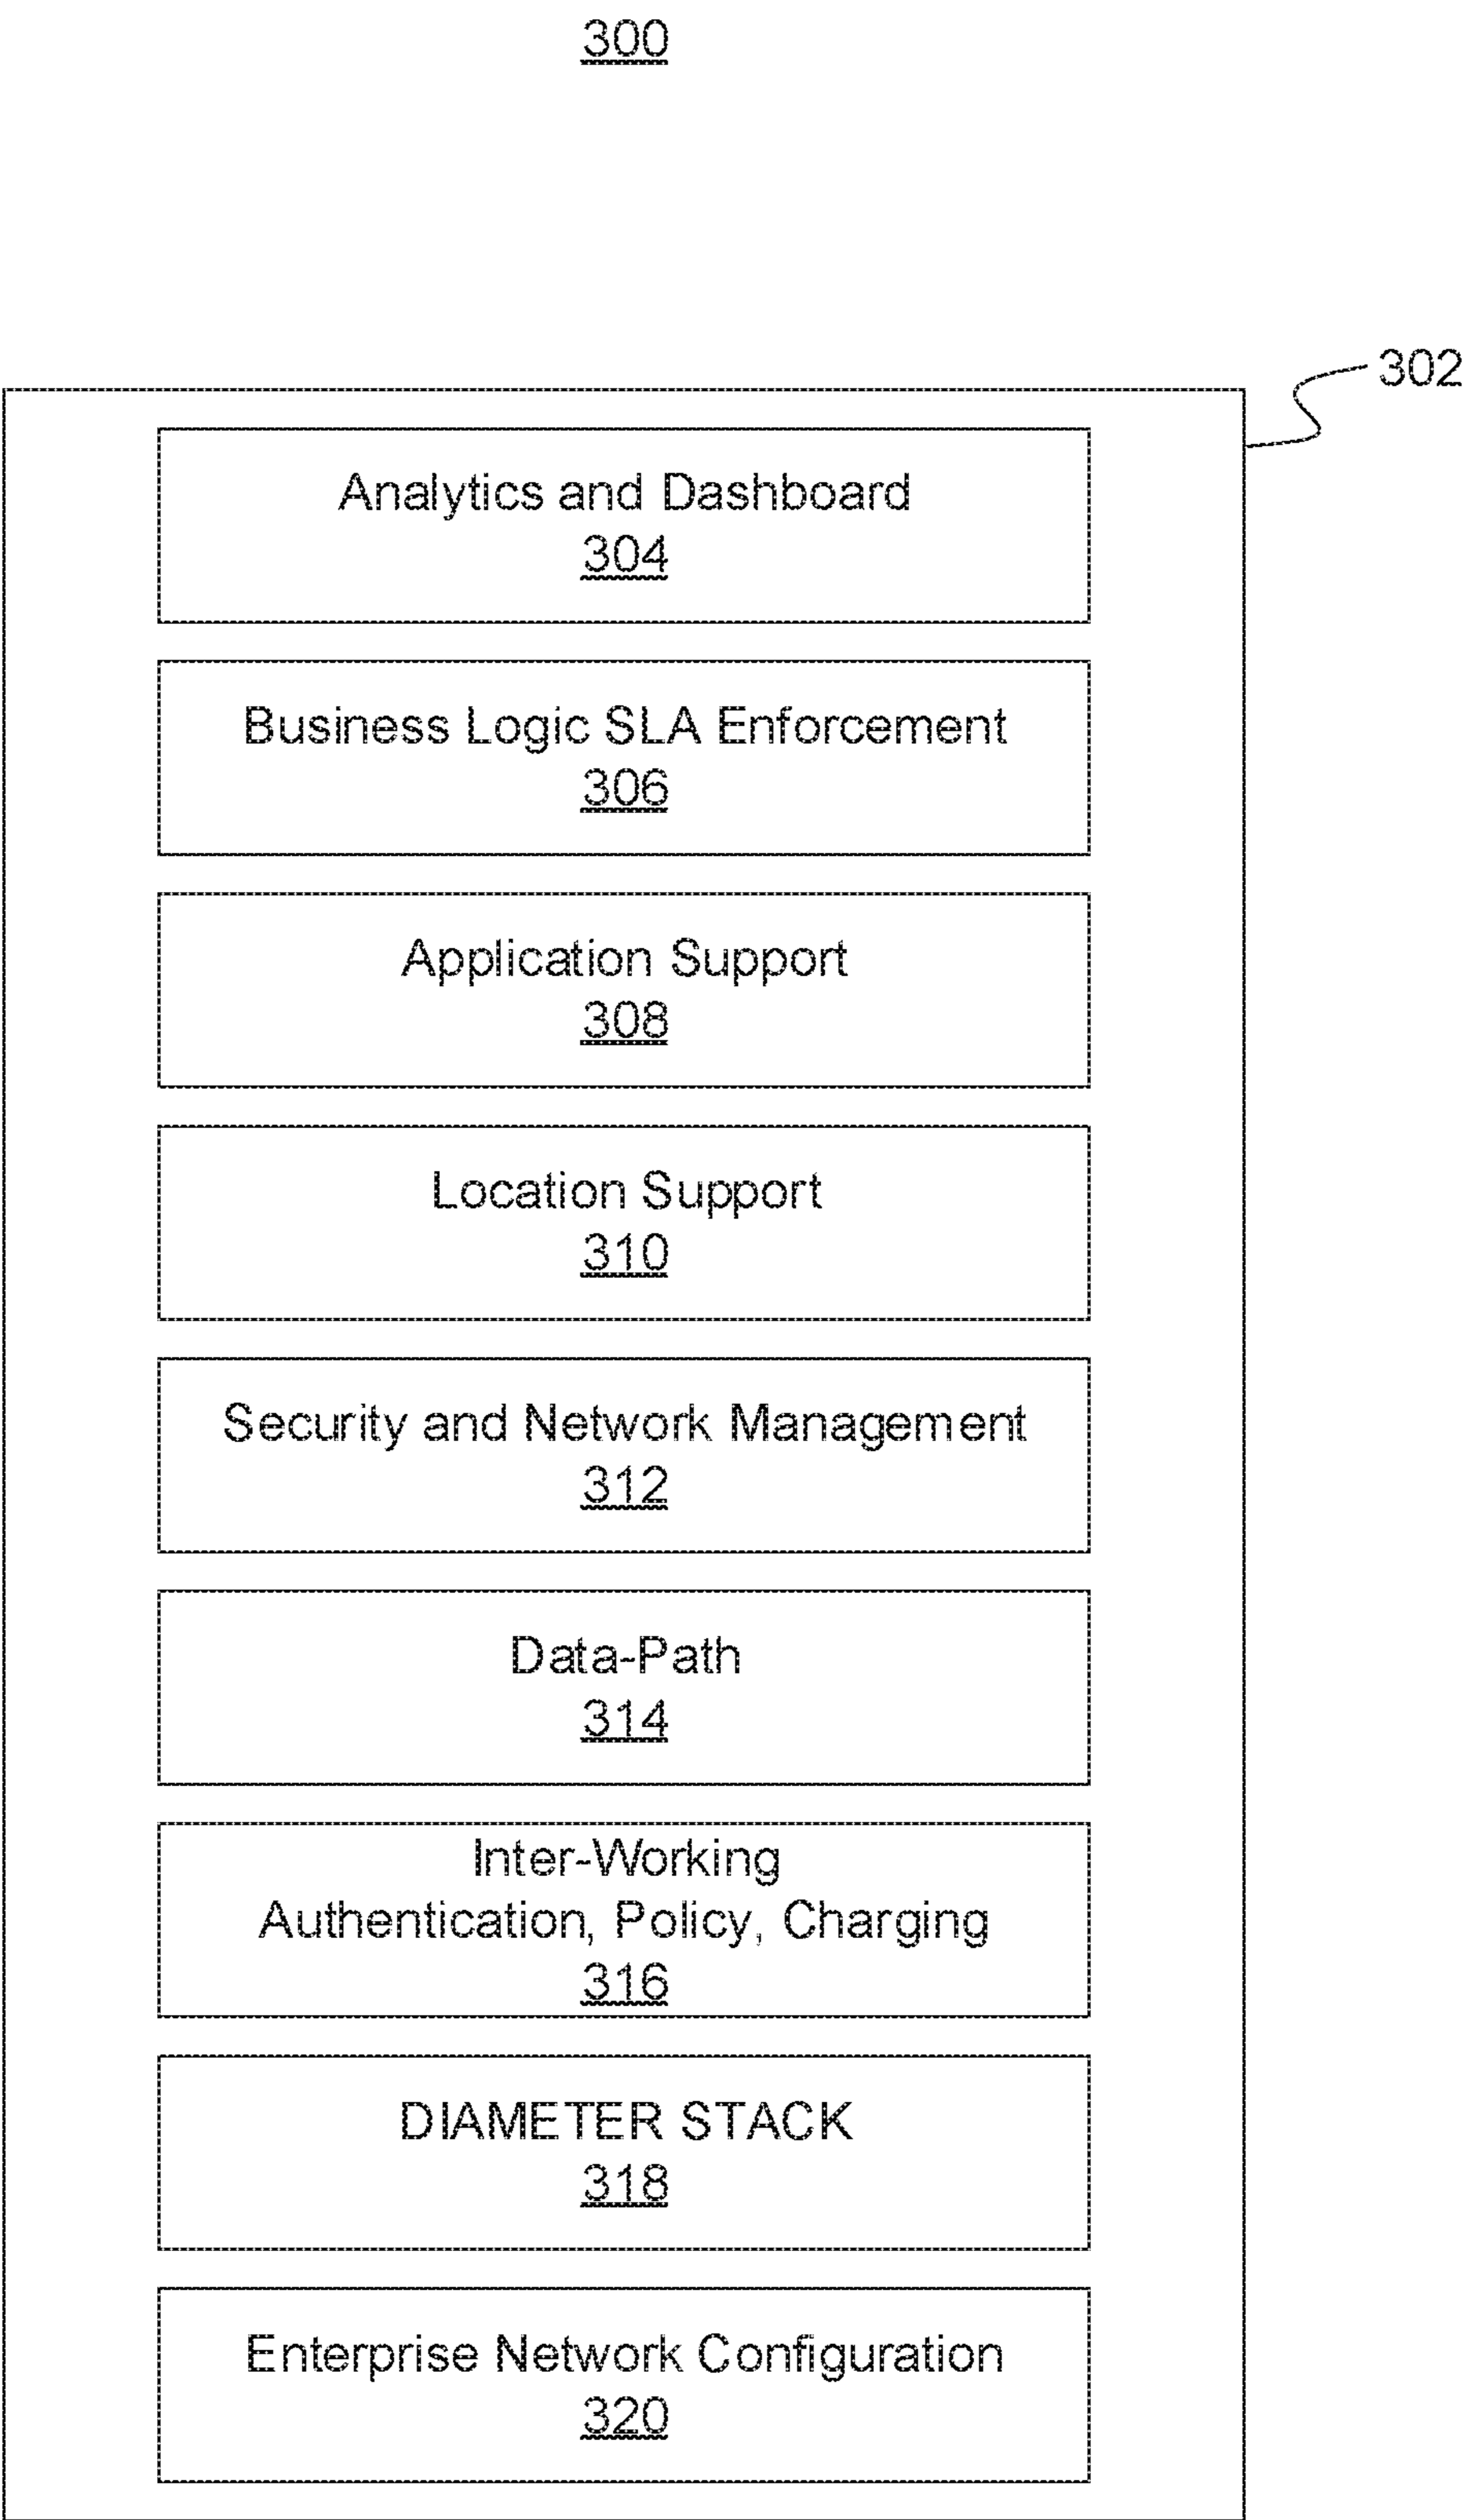 300
302
Analytics and Dashboard
304
Business Logic SLA Enforcement
306
Application Support
308
Location Support
310
Security and Network Management
312
Data-Path
314
Inter-Working
Authentication, Policy, Charging
316
DIAMETER STACK
318
Enterprise Network Configuration
320